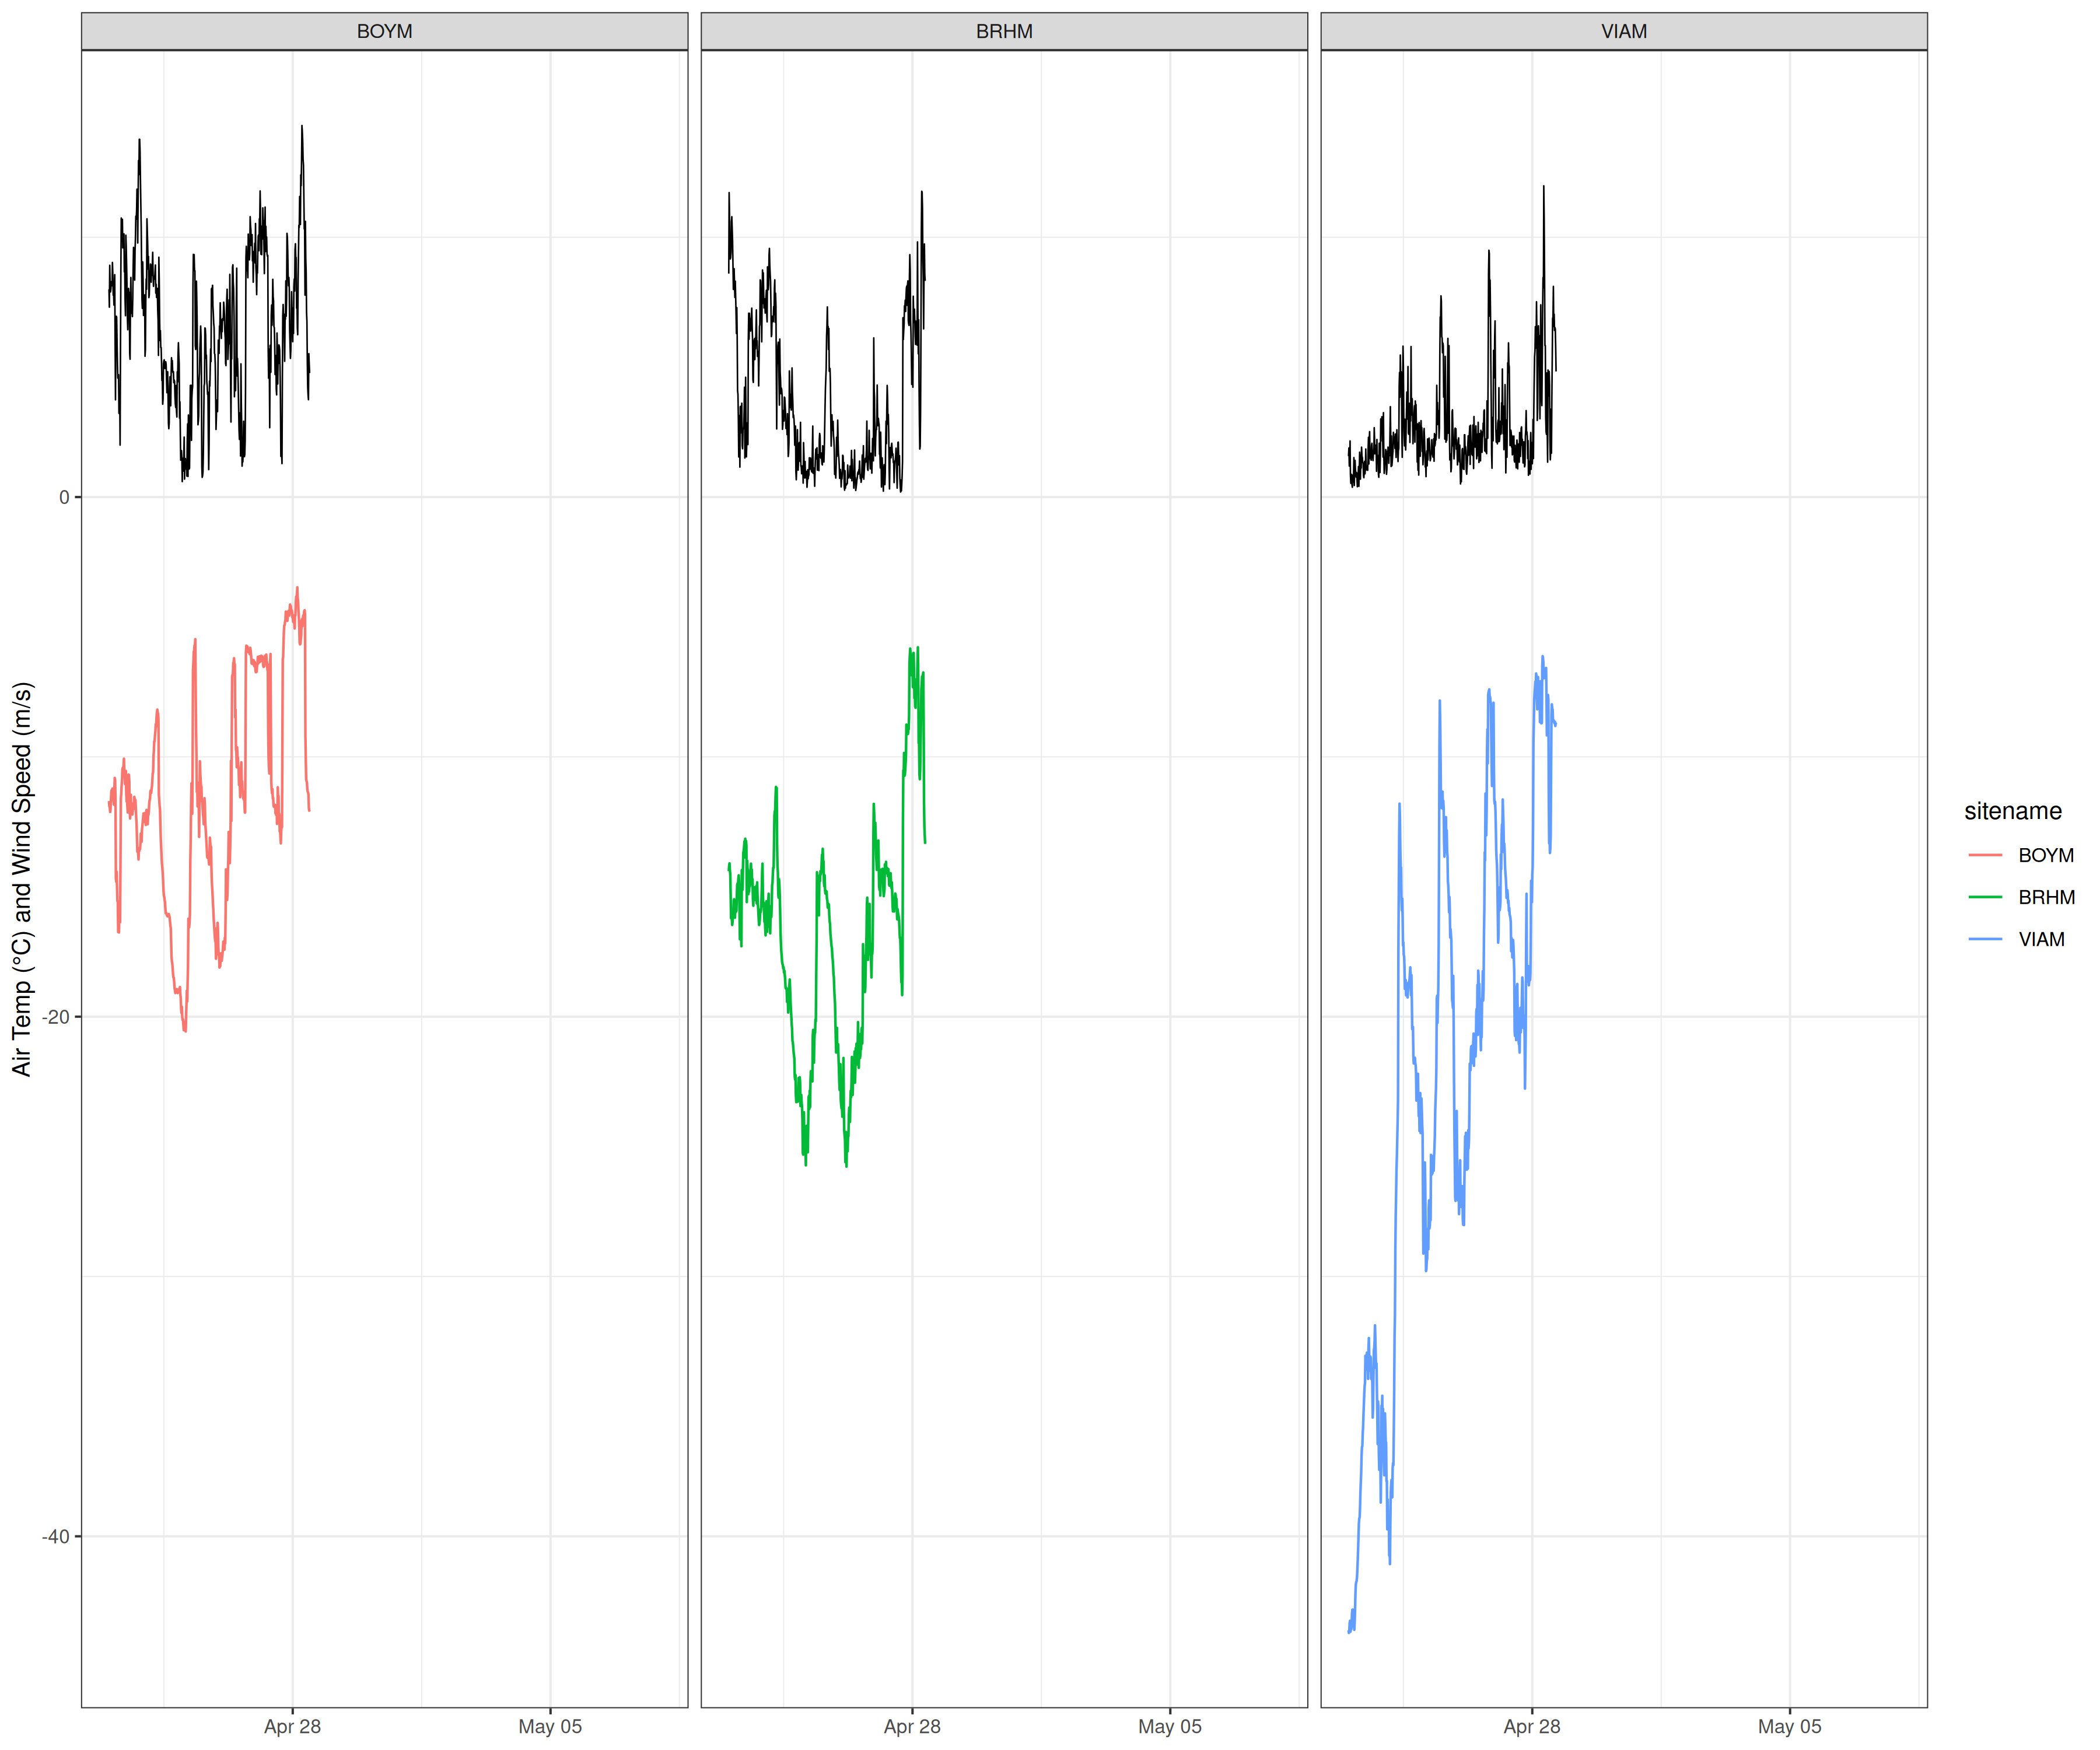 BOYM
BRHM
VIAM
0
-20
-40
Air Temp (°C) and Wind Speed (m/s)
Apr 28
May 05
Apr 28
May 05
Apr 28
May 05
sitename
BOYM
BRHM
VIAM